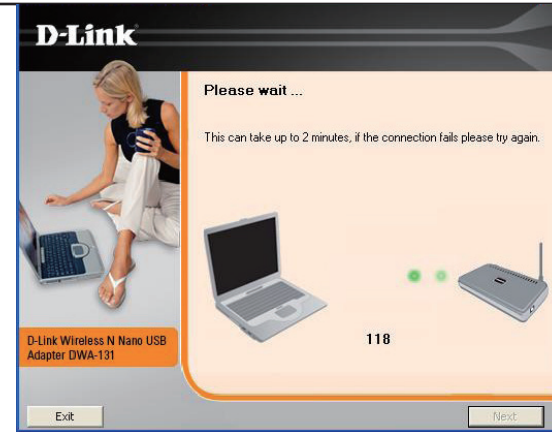 D-Link
Please wait ...
This can take up to 2 minutes, if the connection fails please try again.
118
D-Link Wireless N Nano USB
Adapter DWA-131
Exit
Next